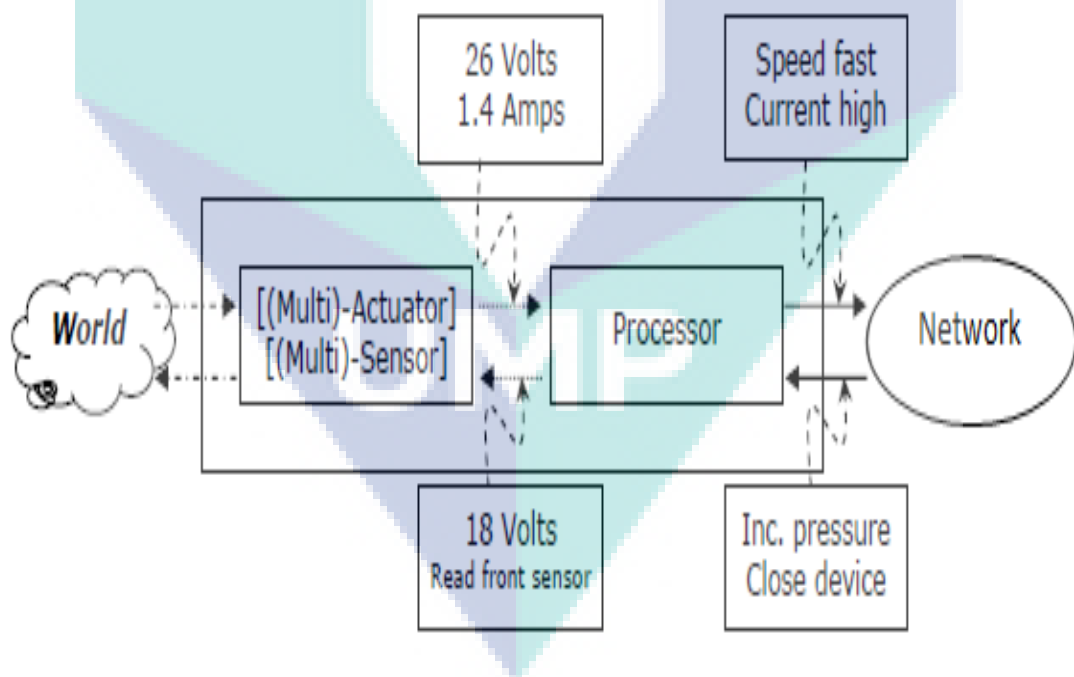 26 Volts
1.4 Amps
Speed fast
Current high
World
[(Multi)-Actuator]
[(Multi)-Sensor]
Processor
Network
UMP
18 Volts
Read front sensor
Inc. pressure
Close device